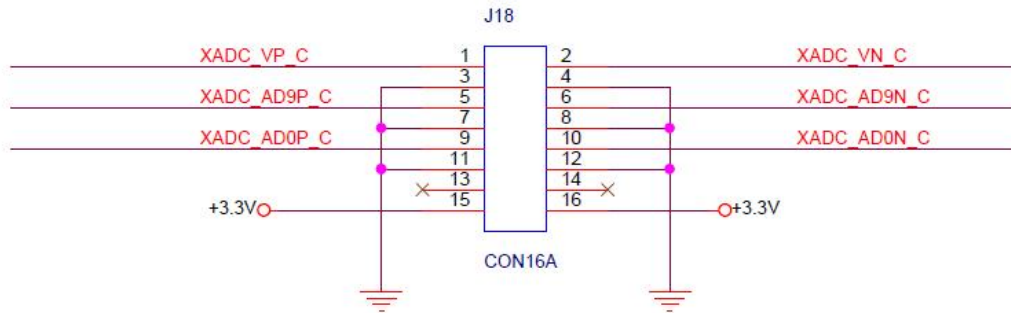 J18
XADC_VP_C 1 2 XADC_VN_C
3 4
XADC_AD9P_C 5 6 XADC_AD9N_C
7 8
XADC_AD0P_C 9 10 XADC_AD0N_C
11 12
13 14
+3.3V 15 16 +3.3V
CON16A